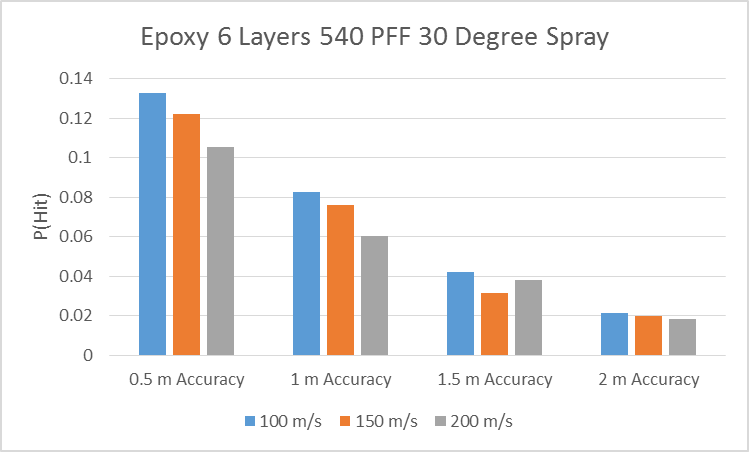 Epoxy 6 Layers 540 PFF 30 Degree Spray
0.14
0.12
0.1
0.08
0.06
0.04
0.02
0
P(Hit)
0.5 m Accuracy
1 m Accuracy
1.5 m Accuracy
2 m Accuracy
100 m/s
150 m/s
200 m/s